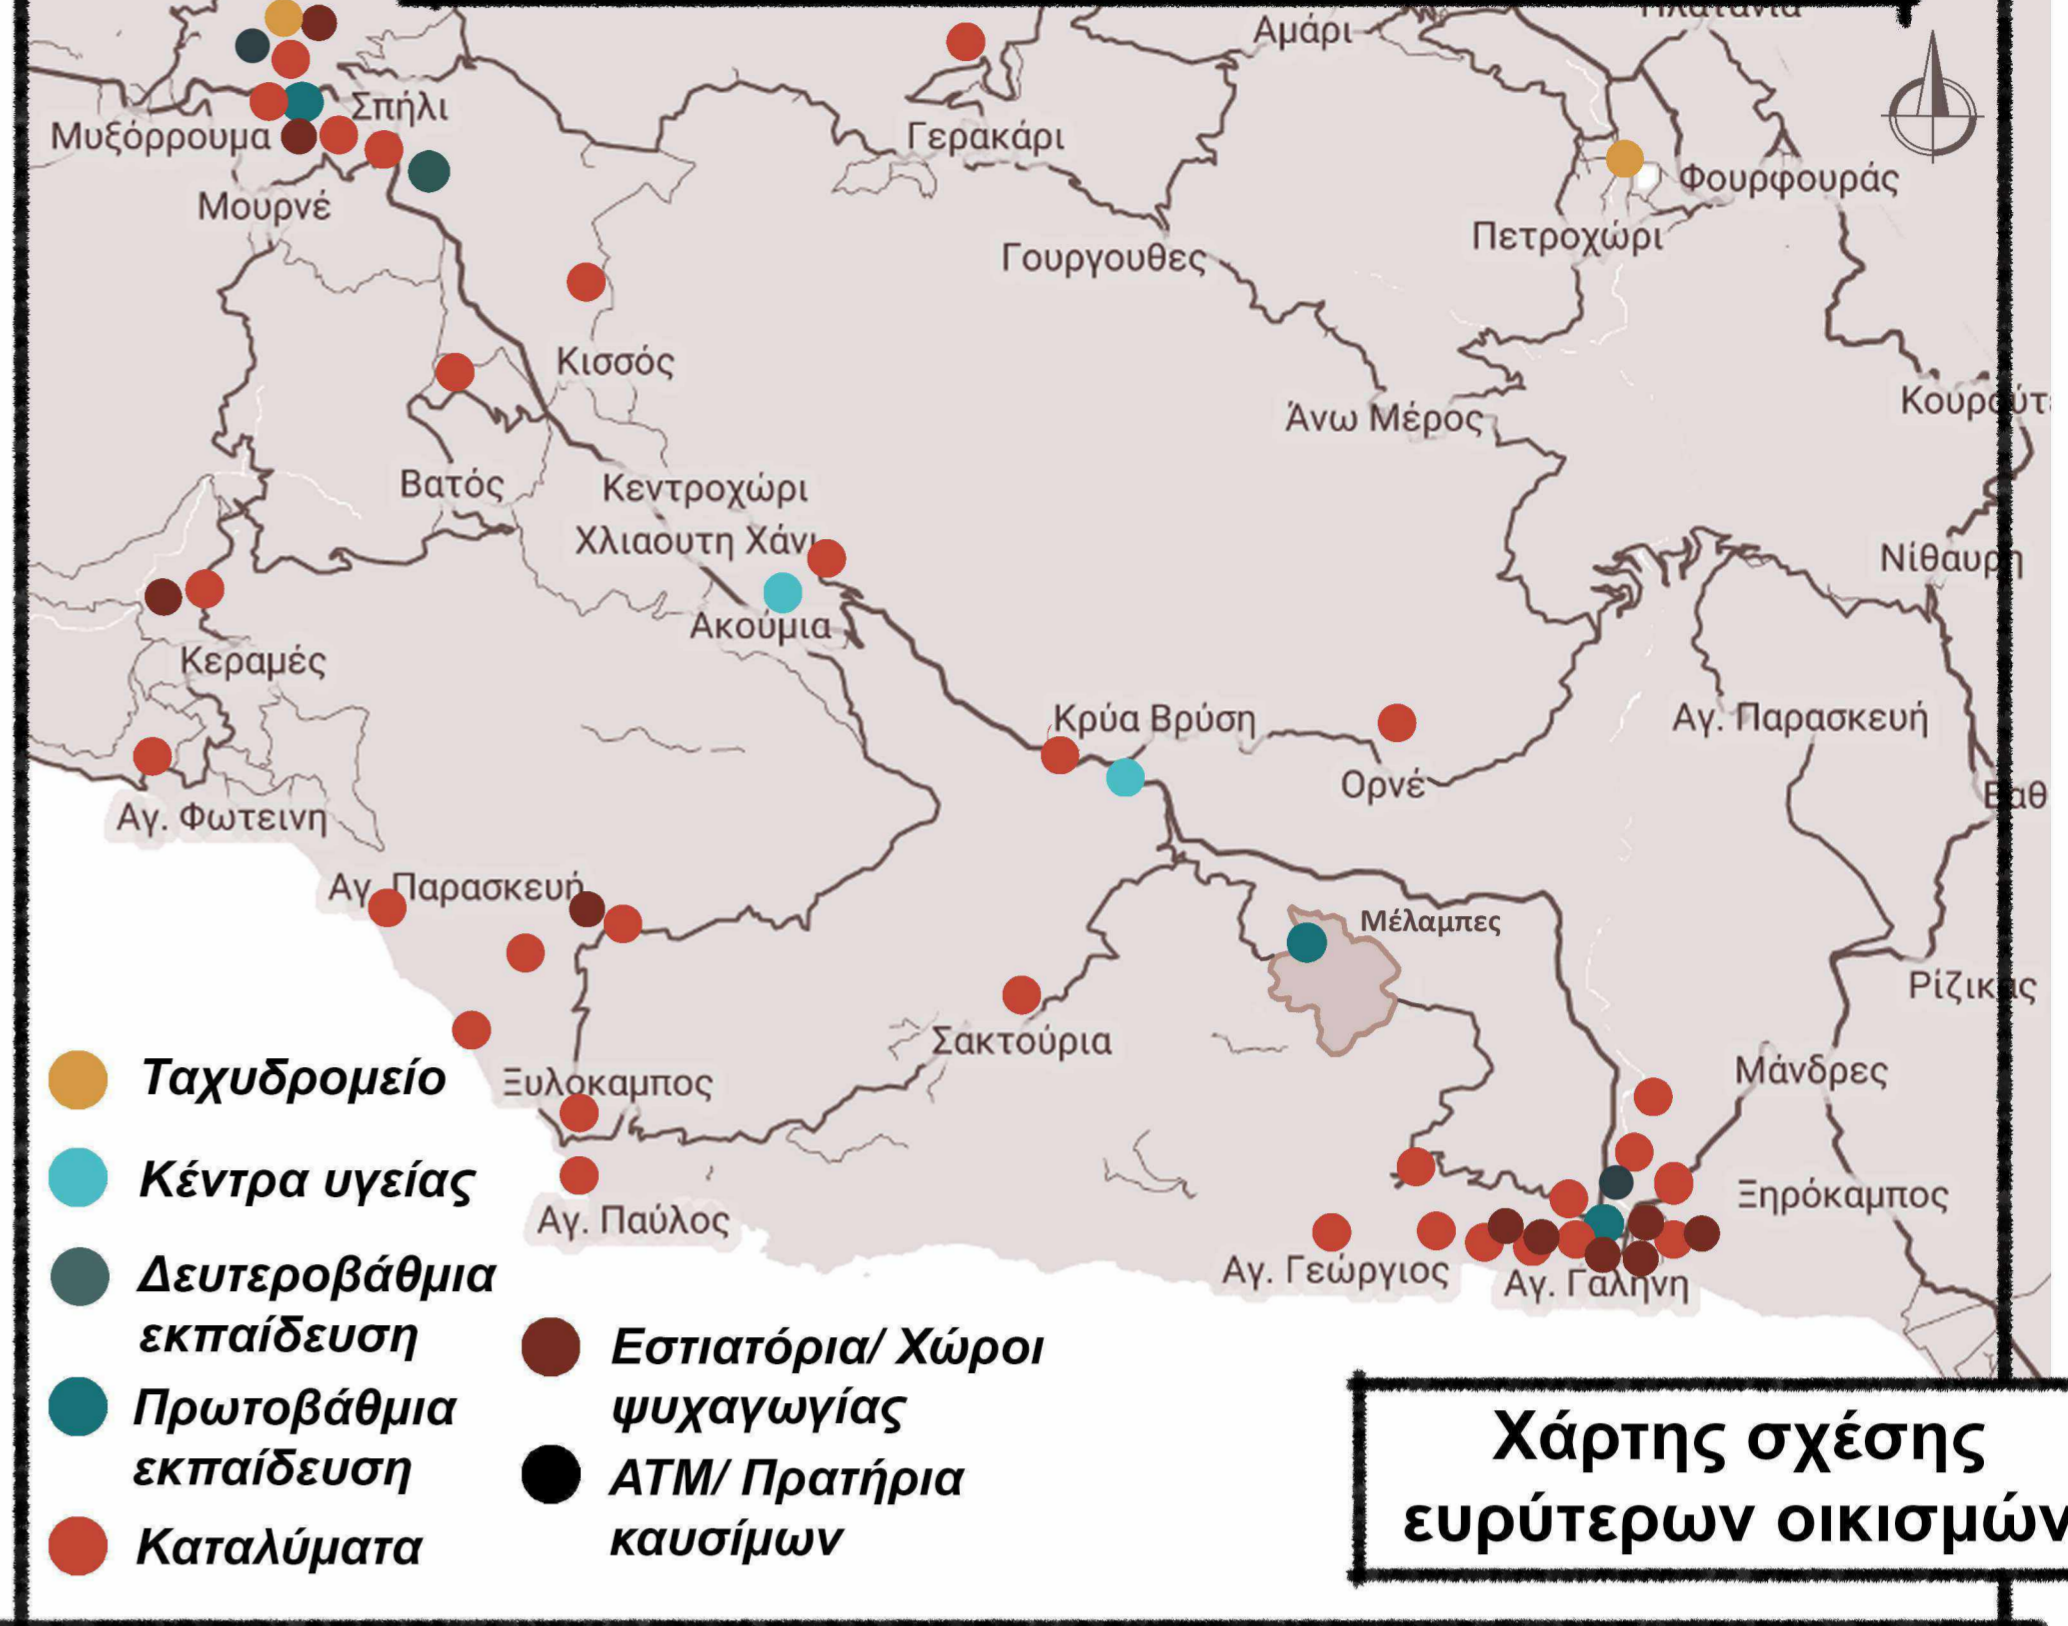 Αμάρι
Σπήλι
Μυξόρρουμα
Γερακάρι
Φουρφουράς
Μουρνέ
Πετροχώρι
Γουργουθες
Κισσός
Άνω Μέρος
Βατός
Κεντροχώρι
Χλιαουτη Χάνι
Νίθαυρη
Ακούμια
Κεραμές
Κρύα Βρύση
Αγ. Παρασκευή
Ορνέ
Αγ. Φωτεινη
Αγ. Παρασκευή
Μέλαμπες
Ρίζικας
Σακτούρια
Μάνδρες
Ξυλοκαμπος
Ξηρόκαμπος
Αγ. Παύλος
Αγ. Γεώργιος
Αγ. Γαλήνη
Ταχυδρομείο
Κέντρα υγείας
Δευτεροβάθμια
εκπαίδευση
Πρωτοβάθμια
εκπαίδευση
Καταλύματα
Εστιατόρια/ Χώροι
ψυχαγωγίας
ΑΤΜ/ Πρατήρια
καυσίμων
Χάρτης σχέσης
ευρύτερων οικισμών